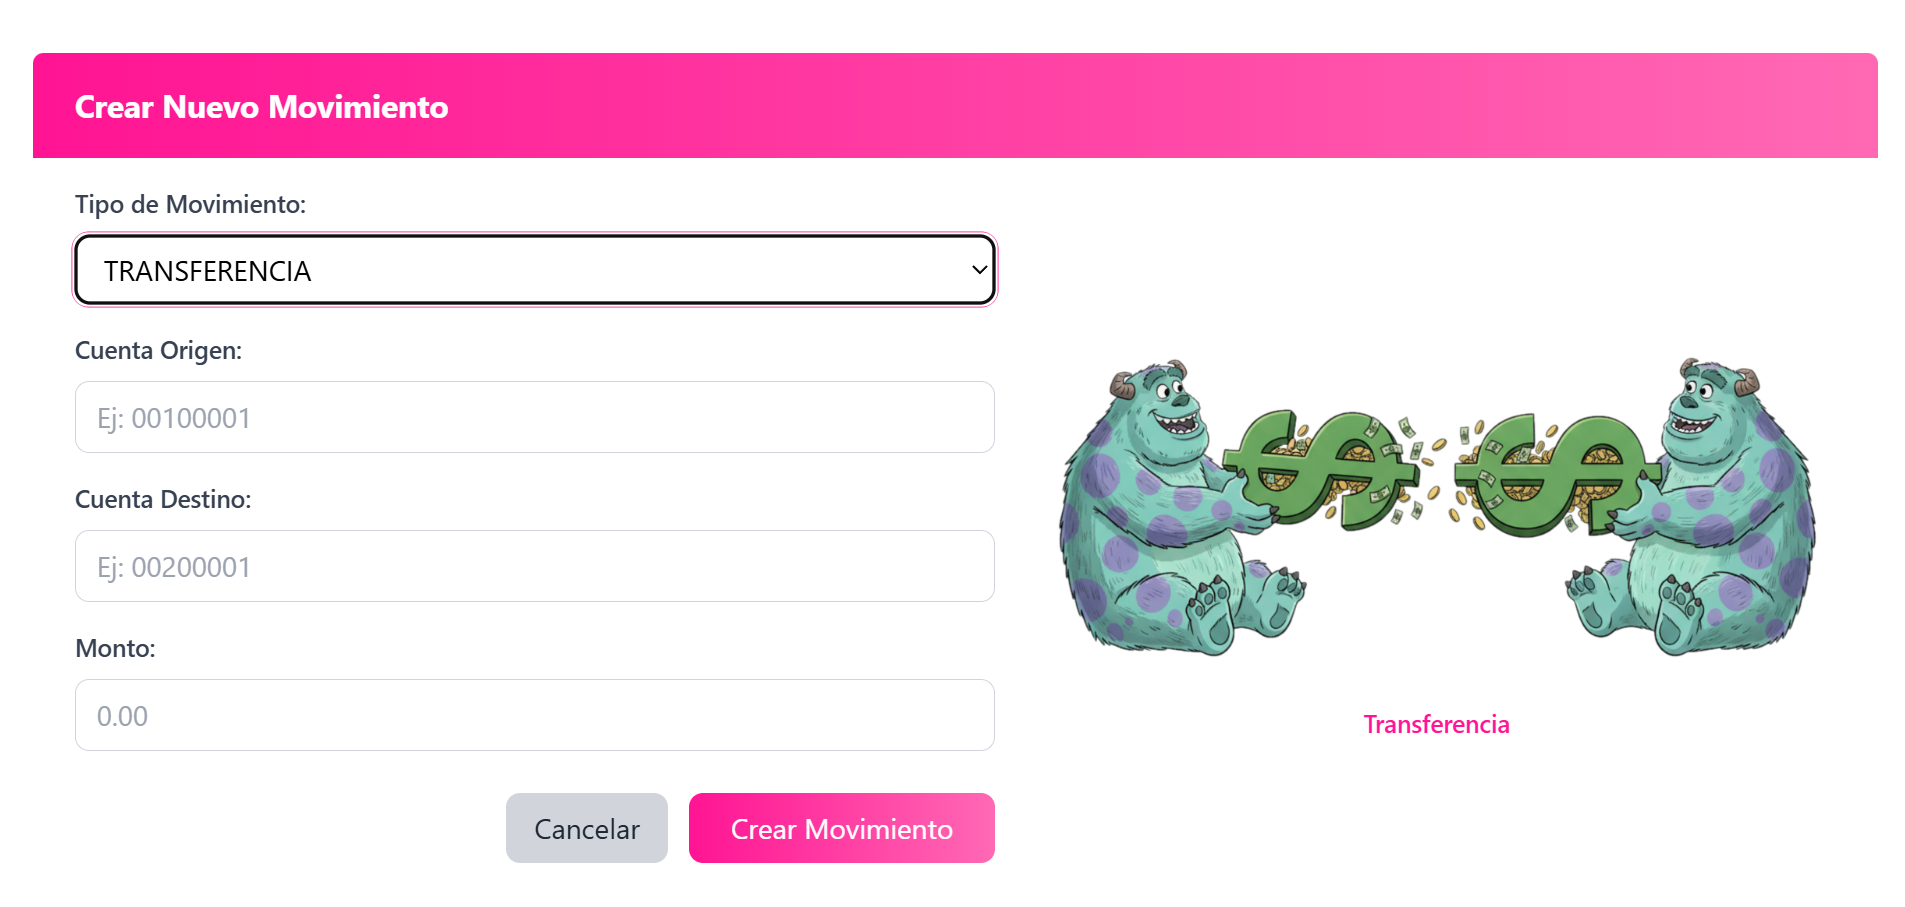 Crear Nuevo Movimiento
Tipo de Movimiento:
TRANSFERENCIA
Cuenta Origen:
Ej: 00100001
Cuenta Destino:
Ej: 00200001
Monto:
0.00
Cancelar
Crear Movimiento
Transferencia